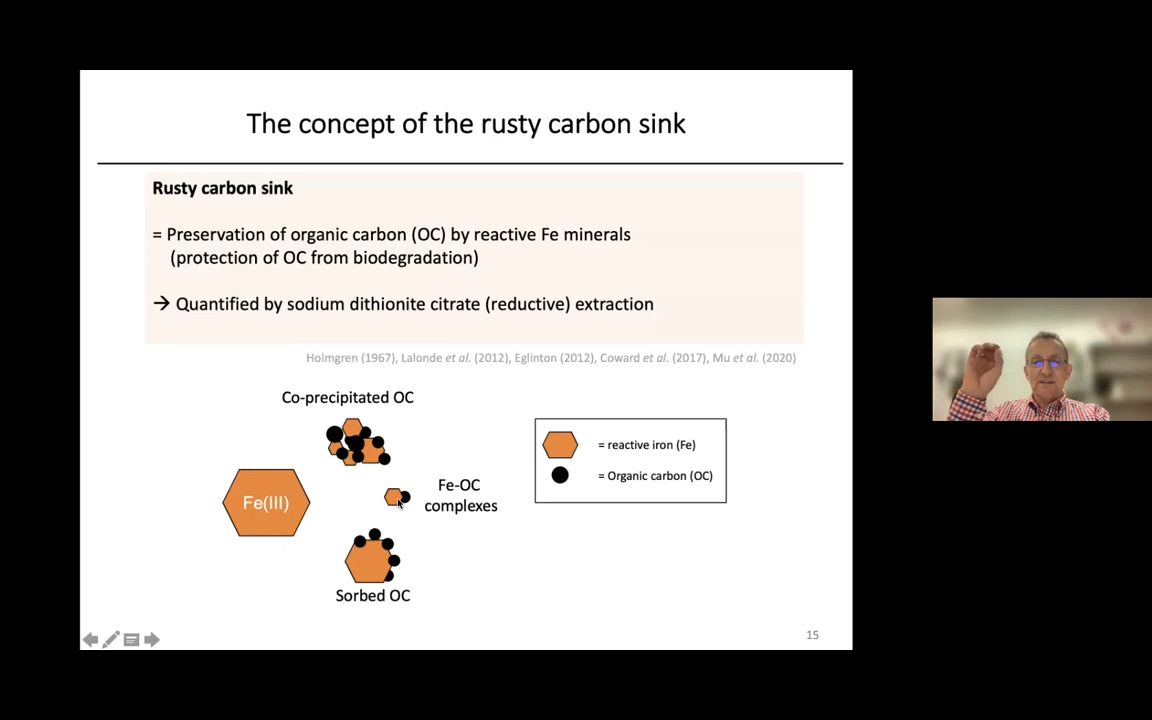 The concept of the rusty carbon sink
Rusty carbon sink
= Preservation of organic carbon (OC) by reactive Fe minerals
(protection of OC from biodegradation)
→ Quantified by sodium dithionite citrate (reductive) extraction
Holmgren (1967), Lalonde et al. (2012), Eglinton (2012), Coward et al. (2017), Mu et al. (2020)
Co-precipitated OC
= reactive iron (Fe)
= Organic carbon (OC)
Fe(III)
Fe-OC
complexes
Sorbed OC
15